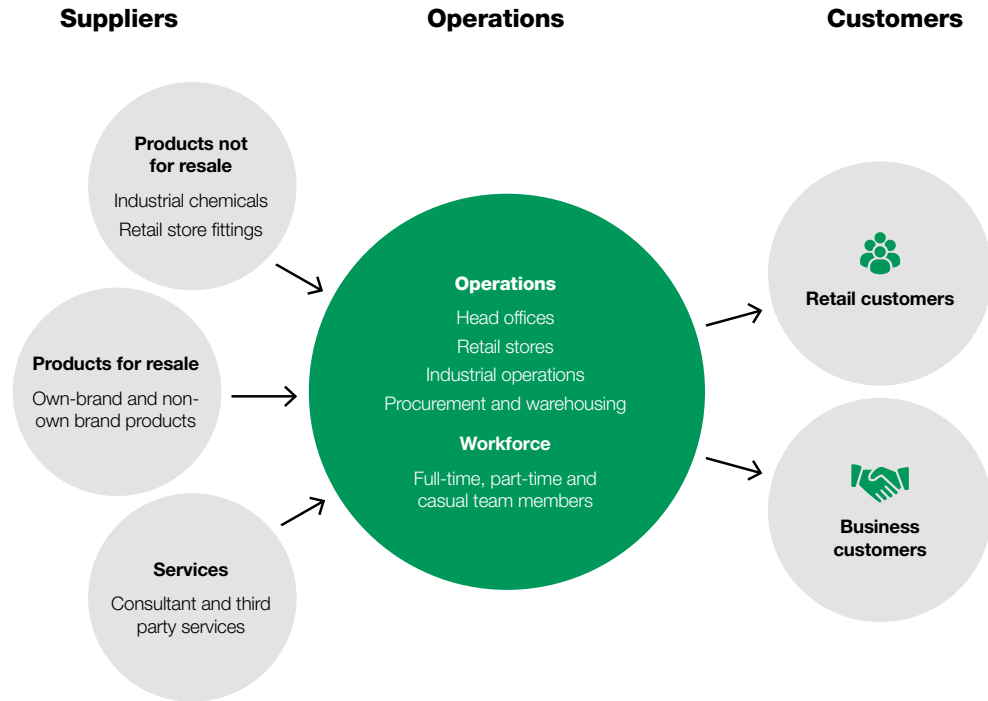 Suppliers
Operations
Customers
Products not
for resale
Industrial chemicals
Retail store fittings
Products for resale
Own-brand and non-
own brand products
Services
Consultant and third
party services
Operations
Head offices
Retail stores
Industrial operations
Procurement and warehousing
Workforce
Full-time, part-time and
casual team members
Retail customers
Business
customers